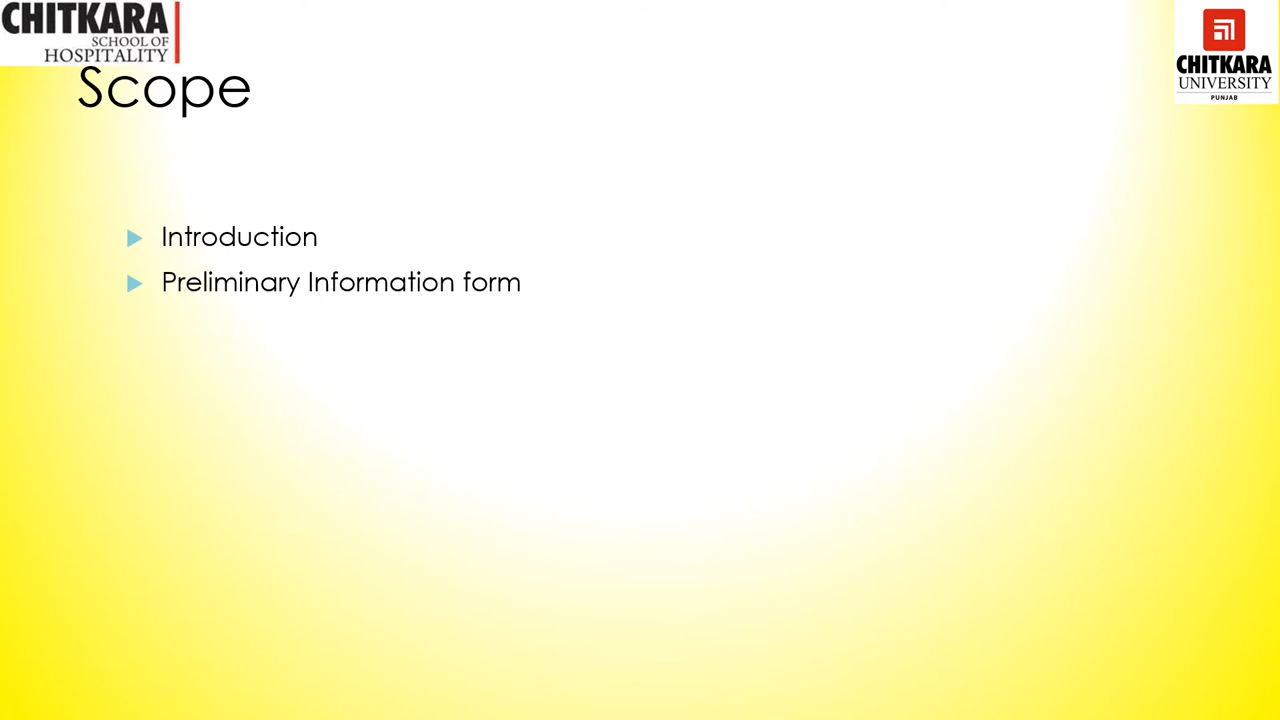 CHITKARA
SCHOOL OF
HOSPITALITY
CHITKARA
UNIVERSITY
PUNJAB
Scope
Introduction
Preliminary Information form